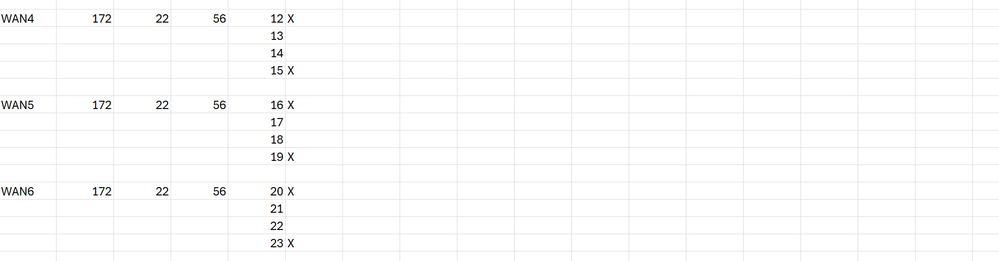 WAN4 172 22 56 12 X
13
14
15 X
WAN5 172 22 56 16 X
17
18
19 X
WAN6 172 22 56 20 X
21
22
23 X